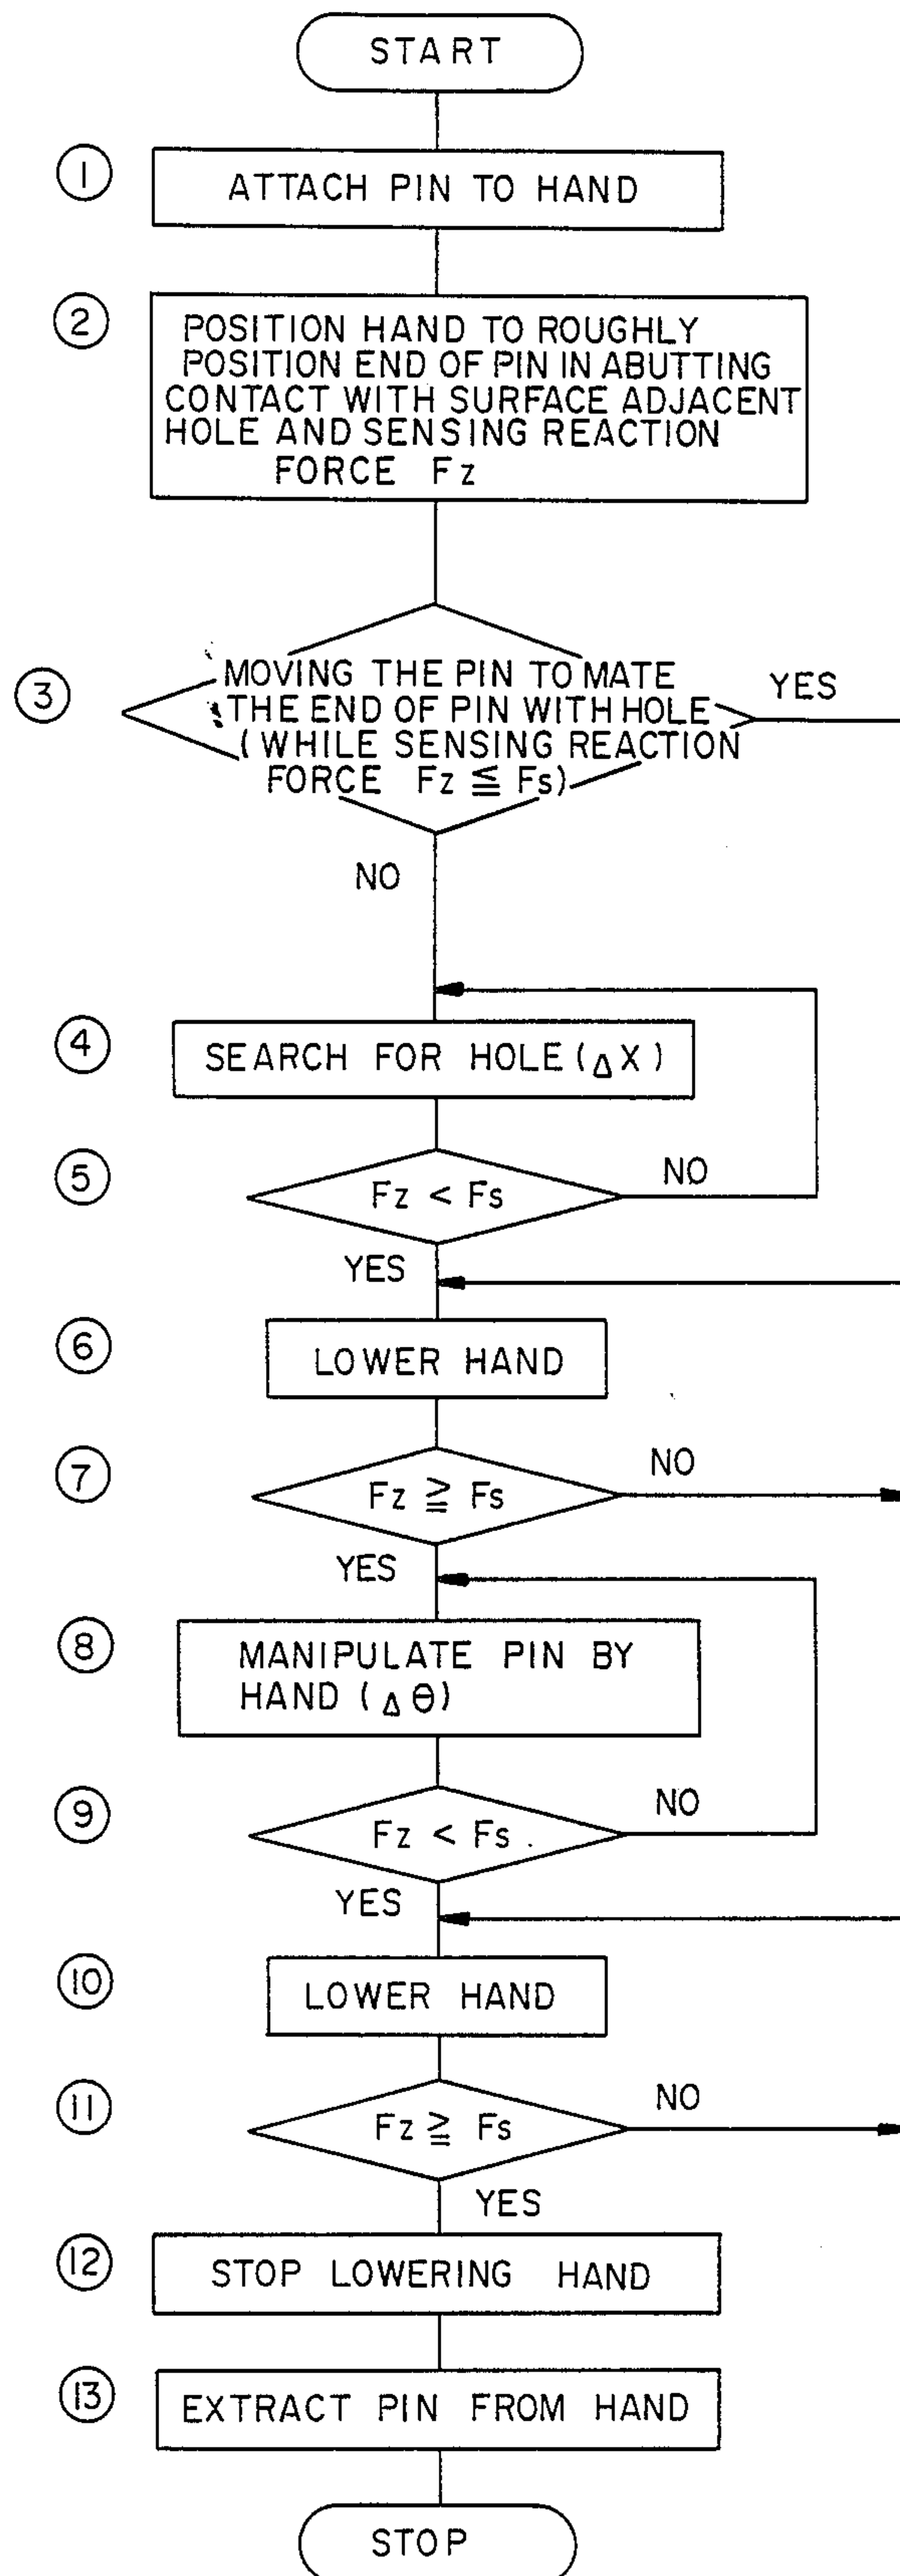 START
1
ATTACH PIN TO HAND
2
POSITION HAND TO ROUGHLY
POSITION END OF PIN IN ABUTTING
CONTACT WITH SURFACE ADJACENT
HOLE AND SENSING REACTION
FORCE Fz
3
MOVING THE PIN TO MATE
THE END OF PIN WITH HOLE
(WHILE SENSING REACTION
FORCE Fz ≦ Fs)
YES
NO
4
SEARCH FOR HOLE (ΔX)
5
Fz < Fs
NO
YES
6
LOWER HAND
7
Fz ≧ Fs
NO
YES
8
MANIPULATE PIN BY
HAND (Δθ)
9
Fz < Fs
NO
YES
10
LOWER HAND
11
Fz ≧ Fs
NO
YES
12
STOP LOWERING HAND
13
EXTRACT PIN FROM HAND
STOP